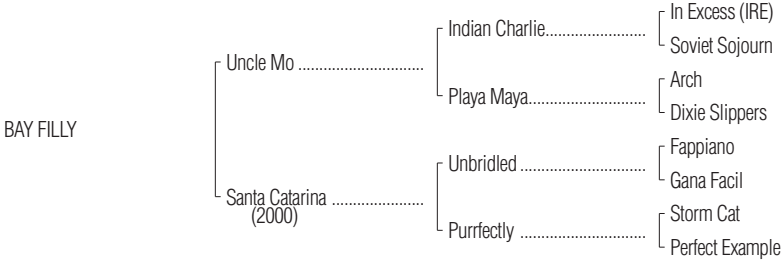 In Excess (IRE)
Indian Charlie..........................
Soviet Sojourn
Uncle Mo ................................
Arch
Playa Maya..............................
Dixie Slippers
BAY FILLY
Fappiano
Unbridled ................................
Gana Facil
Santa Catarina ........................
(2000)
Storm Cat
Purrfectly ................................
Perfect Example